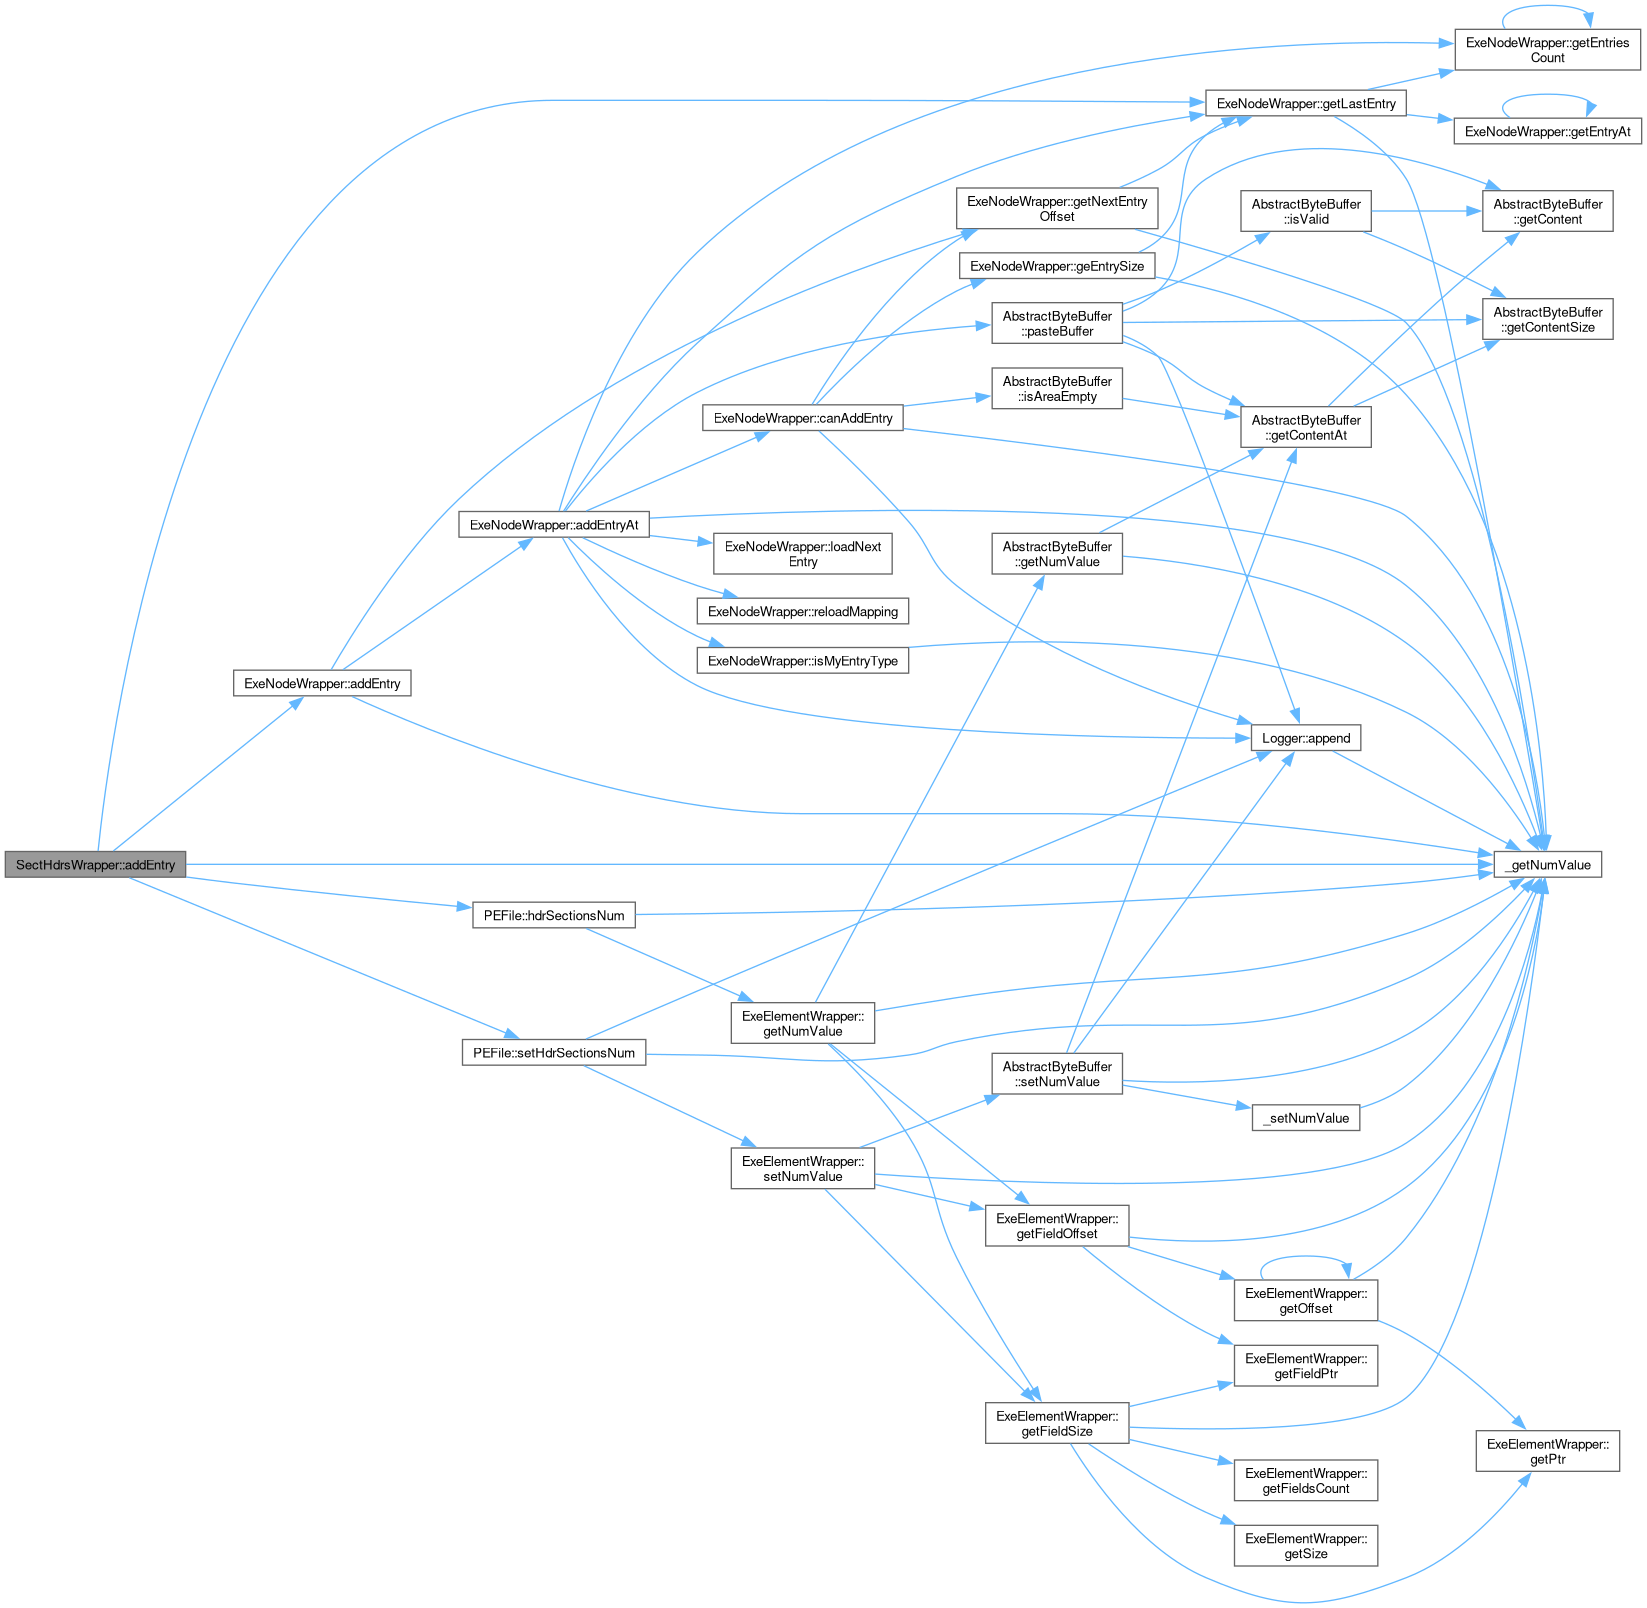 ExeNodeWrapper::getEntries
Count
ExeNodeWrapper::getLastEntry
ExeNodeWrapper::getEntryAt
ExeNodeWrapper::getNextEntry
Offset
AbstractByteBuffer
::isValid
AbstractByteBuffer
::getContent
ExeNodeWrapper::geEntrySize
AbstractByteBuffer
::pasteBuffer
AbstractByteBuffer
::getContentSize
AbstractByteBuffer
::isAreaEmpty
ExeNodeWrapper::canAddEntry
AbstractByteBuffer
::getContentAt
ExeNodeWrapper::addEntryAt
ExeNodeWrapper::loadNext
Entry
AbstractByteBuffer
::getNumValue
ExeNodeWrapper::reloadMapping
ExeNodeWrapper::isMyEntryType
ExeNodeWrapper::addEntry
Logger::append
SectHdrsWrapper::addEntry
_getNumValue
PEFile::hdrSectionsNum
ExeElementWrapper::
getNumValue
PEFile::setHdrSectionsNum
AbstractByteBuffer
::setNumValue
_setNumValue
ExeElementWrapper::
setNumValue
ExeElementWrapper::
getFieldOffset
ExeElementWrapper::
getOffset
ExeElementWrapper::
getFieldPtr
ExeElementWrapper::
getFieldSize
ExeElementWrapper::
getPtr
ExeElementWrapper::
getFieldsCount
ExeElementWrapper::
getSize